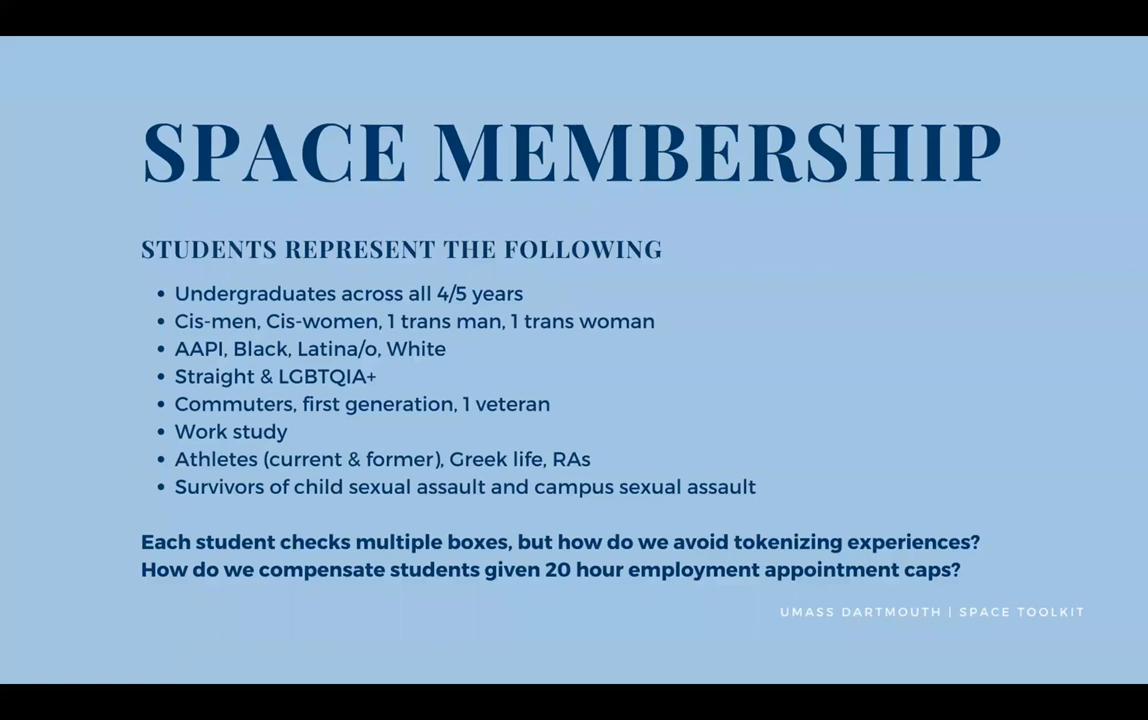 SPACE MEMBERSHIP
STUDENTS REPRESENT THE FOLLOWING
• Undergraduates across all 4/5 years
• Cis-men, Cis-women, 1 trans man, 1 trans woman
• AAPI, Black, Latina/o, White
• Straight & LGBTQIA+
• Commuters, first generation, 1 veteran
• Work study
• Athletes (current & former), Greek life, RAs
• Survivors of child sexual assault and campus sexual assault
Each student checks multiple boxes, but how do we avoid tokenizing experiences?
How do we compensate students given 20 hour employment appointment caps?
UMASS DARTMOUTH | SPACE TOOLKIT